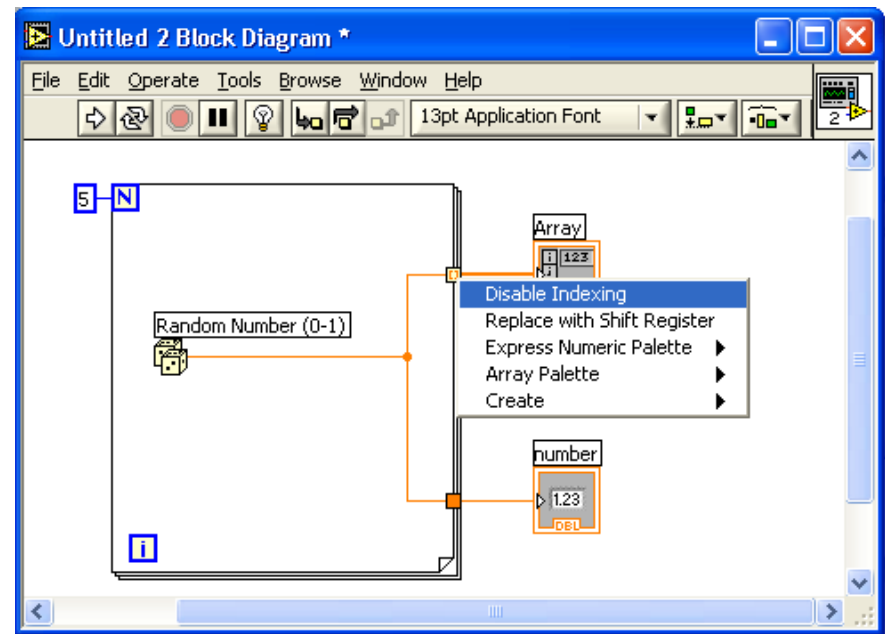 Untitled 2 Block Diagram *
File Edit Operate Tools Browse Window Help
13pt Application Font
2
5 N
Array
i 123
i
Disable Indexing
Replace with Shift Register
Random Number (0-1)
Express Numeric Palette
Array Palette
Create
number
1.23
DBL
i